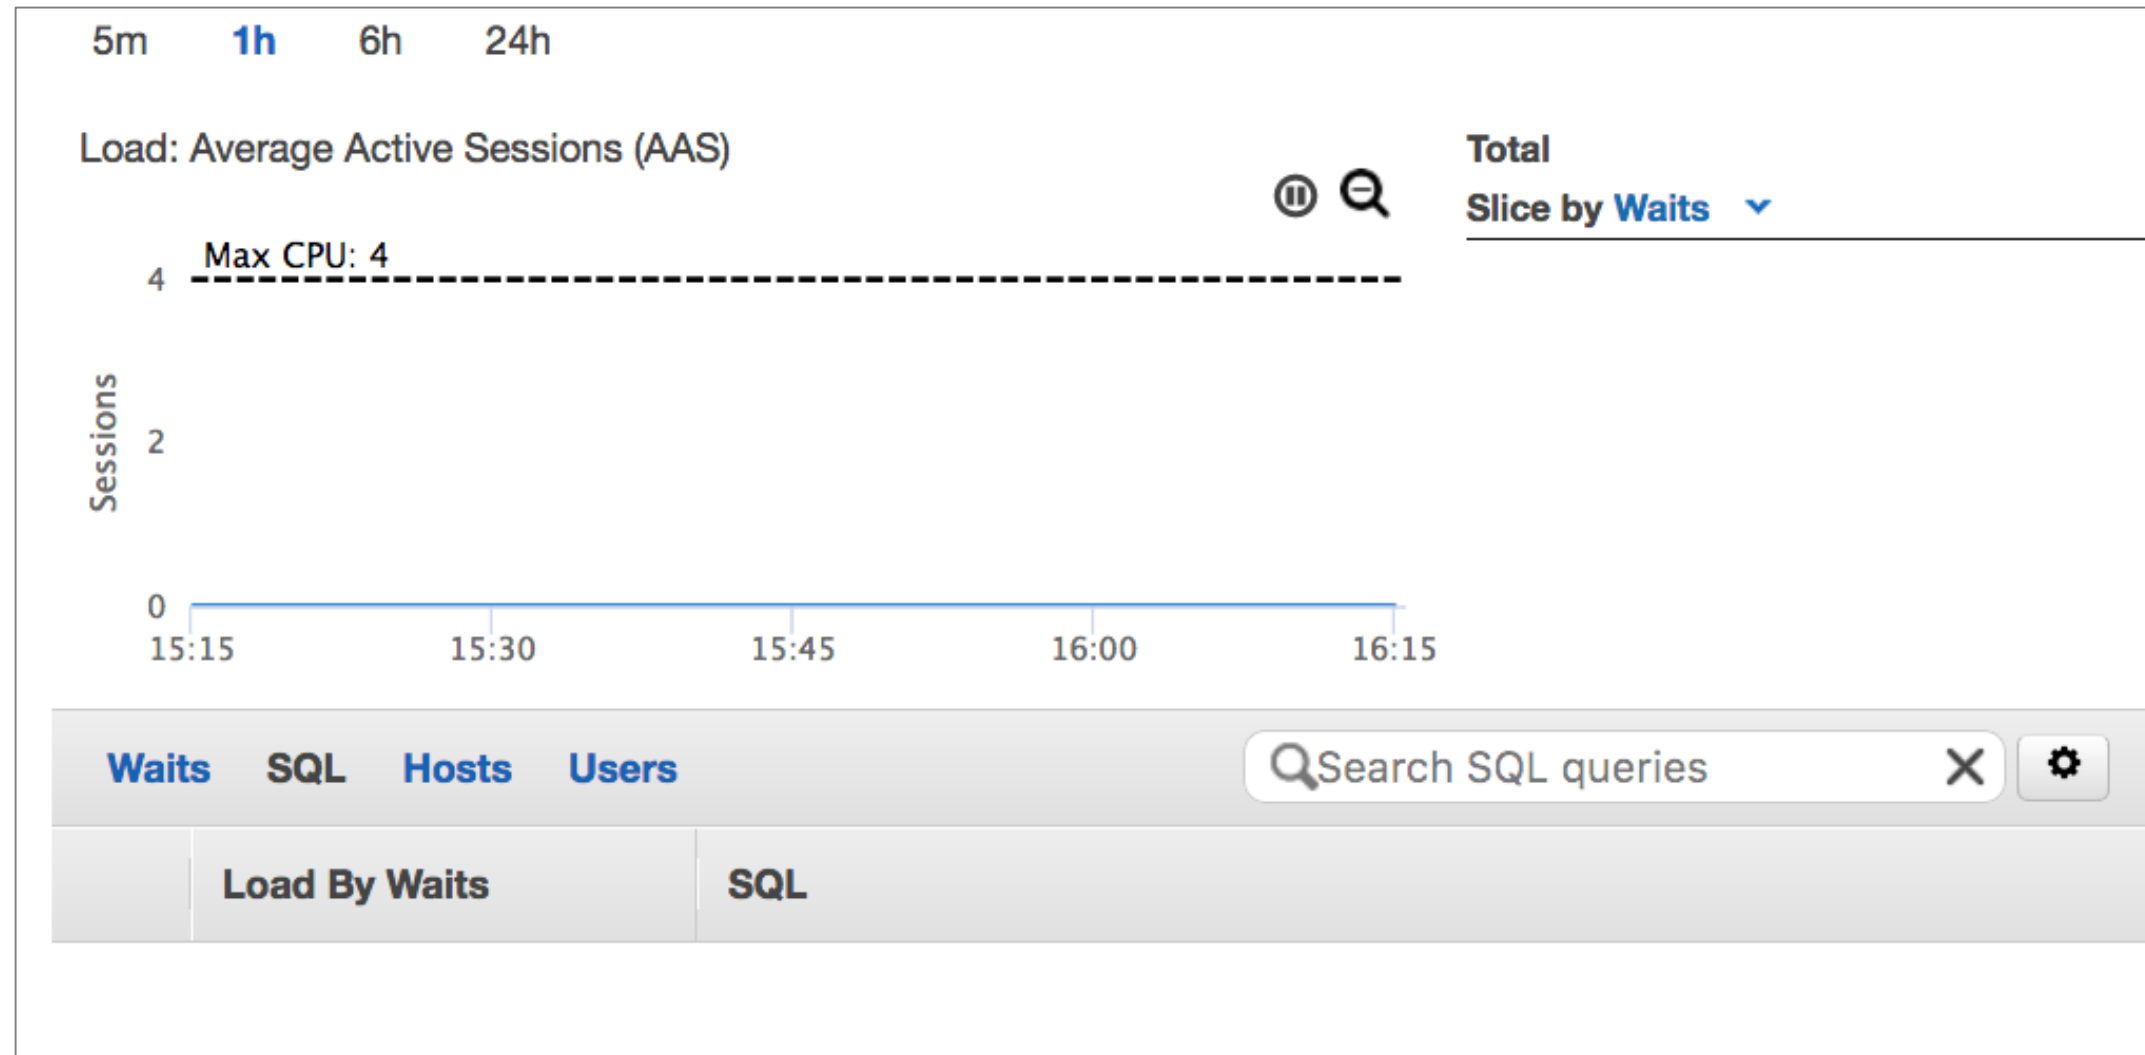 5m 1h 6h 24h
Load: Average Active Sessions (AAS)
Total
Slice by Waits
Max CPU: 4
4
2
0
Sessions
15:15 15:30 15:45 16:00 16:15
Waits SQL Hosts Users Search SQL queries
Load By Waits SQL